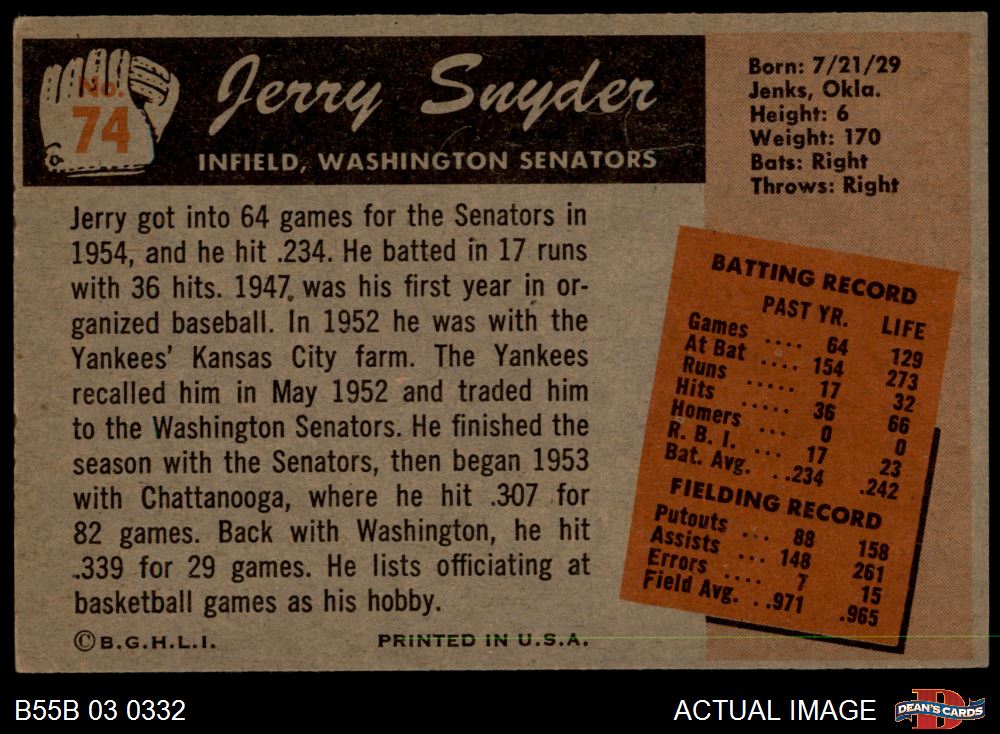 No.
74
Jerry Snyder
INFIELD, WASHINGTON SENATORS
Born: 7/21/29
Jenks, Okla.
Height: 6
Weight: 170
Bats: Right
Throws: Right
Jerry got into 64 games for the Senators in
1954, and he hit .234. He batted in 17 runs
with 36 hits. 1947 was his first year in or-
ganized baseball. In 1952 he was with the
Yankees' Kansas City farm. The Yankees
recalled him in May 1952 and traded him
to the Washington Senators. He finished the
season with the Senators, then began 1953
with Chattanooga, where he hit .307 for
82 games. Back with Washington, he hit
.339 for 29 games. He lists officiating at
basketball games as his hobby.
©B.G.H.L.I. PRINTED IN U.S.A.
BATTING RECORD
PAST YR. LIFE
Games .... 64 129
At Bat .... 154 273
Runs ..... 17 32
Hits ..... 36 66
Homers ... 0 0
R. B. I. ... 17 23
Bat. Avg. ..234 .242
FIELDING RECORD
Putouts ... 88 158
Assists ... 148 261
Errors .... 7 15
Field Avg. ..971 .965
B55B 03 0332 ACTUAL IMAGE DEAN'S CARDS